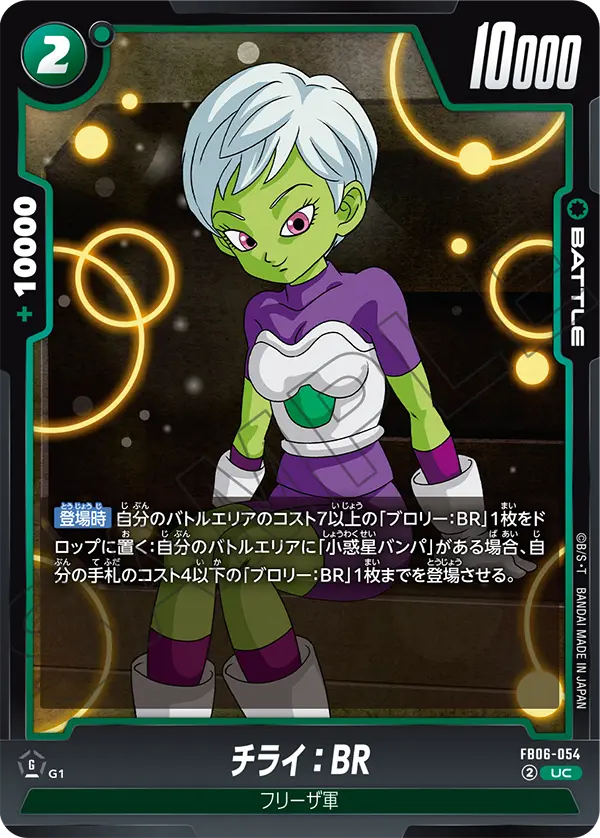 2
10000
+10000
BATTLE
登場時 自分のバトルエリアのコスト7以上の「ブロリー：BR」1枚をド
ロップに置く：自分のバトルエリアに「小惑星バンパ」がある場合、自
分の手札のコスト4以下の「ブロリー：BR」1枚までを登場させる。
©B/S・T BANDAI MADE IN JAPAN
SAMPLE
チライ：BR
FB06-054
G G1
② UC
フリーザ軍